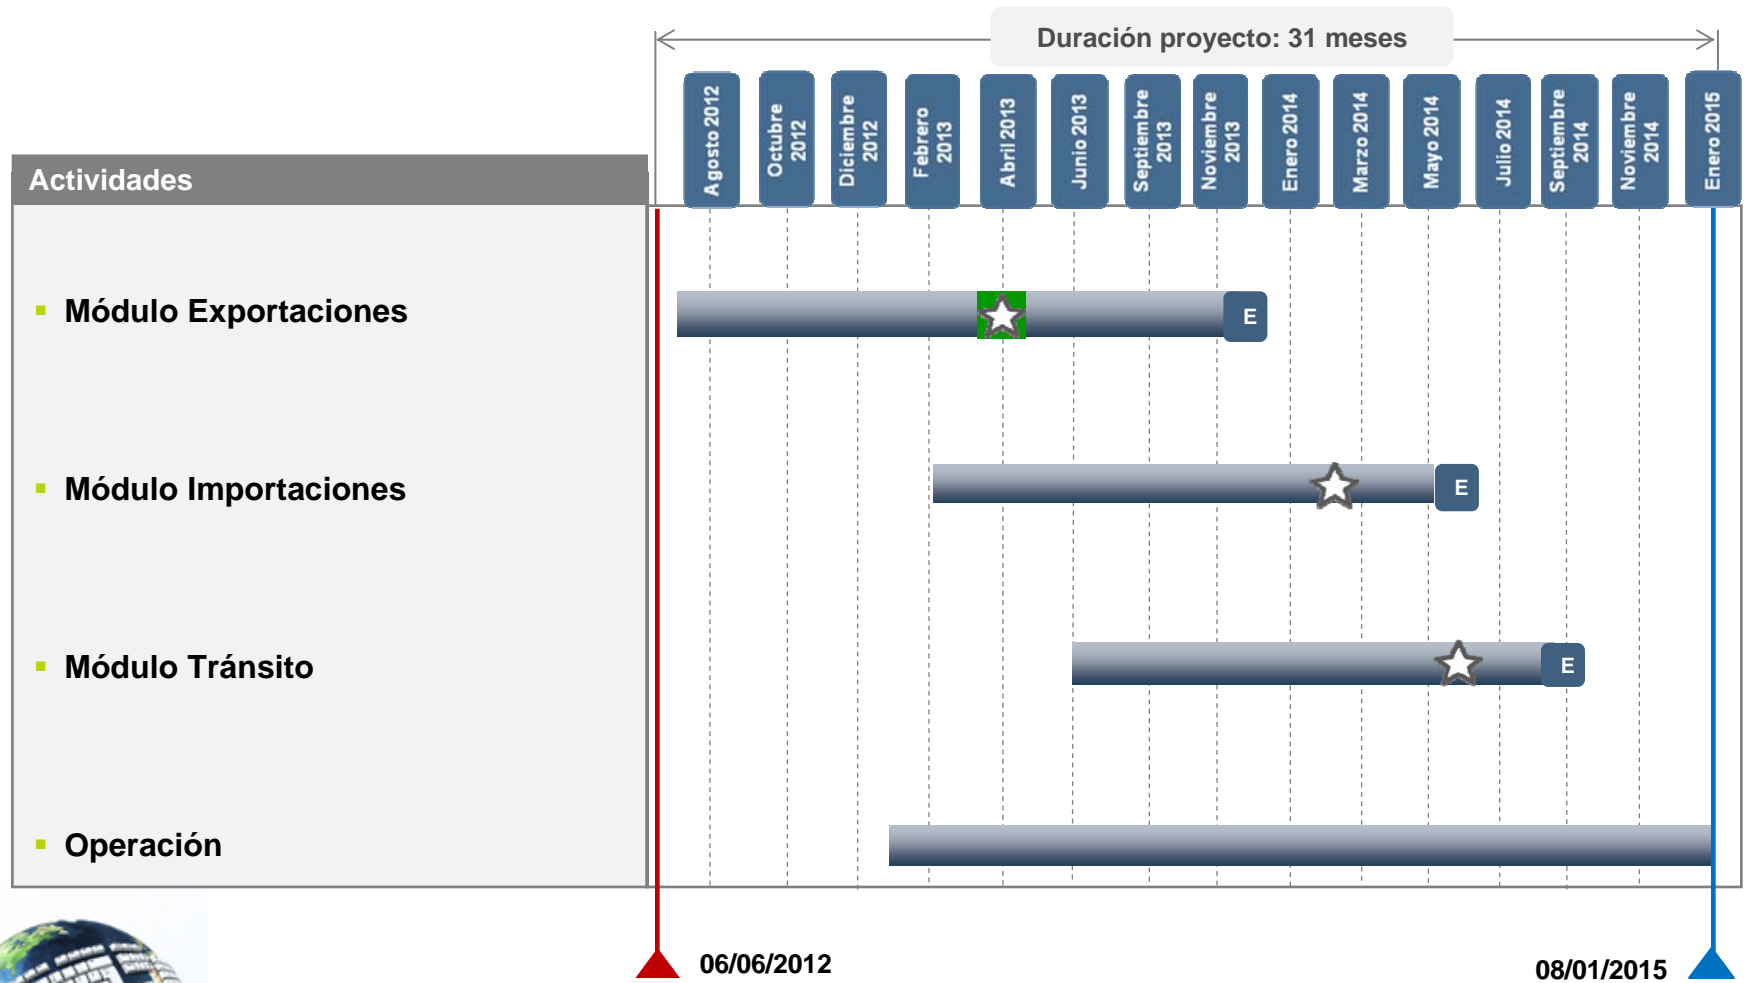 Duración proyecto: 31 meses
Agosto 2012
Octubre
2012
Diciembre
2012
Febrero
2013
Abril 2013
Junio 2013
Septiembre
2013
Noviembre
2013
Enero 2014
Marzo 2014
Mayo 2014
Julio 2014
Septiembre
2014
Noviembre
2014
Enero 2015
Actividades
Módulo Exportaciones
E
Módulo Importaciones
E
Módulo Tránsito
E
Operación
06/06/2012
08/01/2015